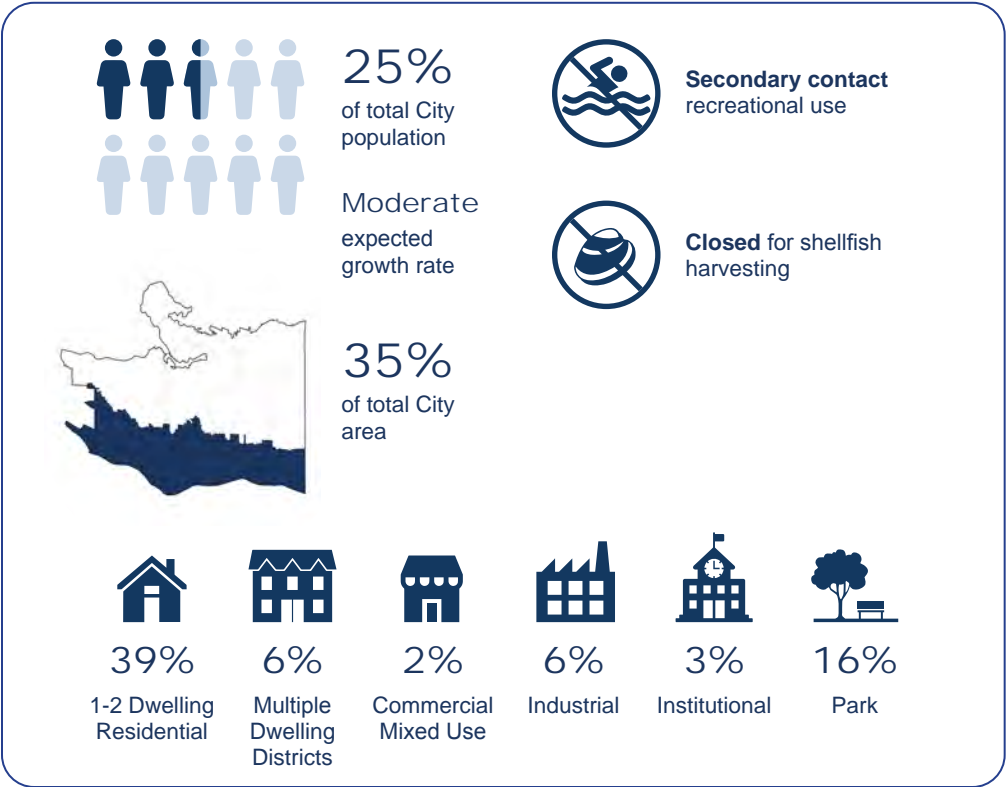 25%
of total City
population
Moderate
expected
growth rate
35%
of total City
area
Secondary contact
recreational use
Closed for shellfish
harvesting
39%
1-2 Dwelling
Residential
6%
Multiple
Dwelling
Districts
2%
Commercial
Mixed Use
6%
Industrial
3%
Institutional
16%
Park